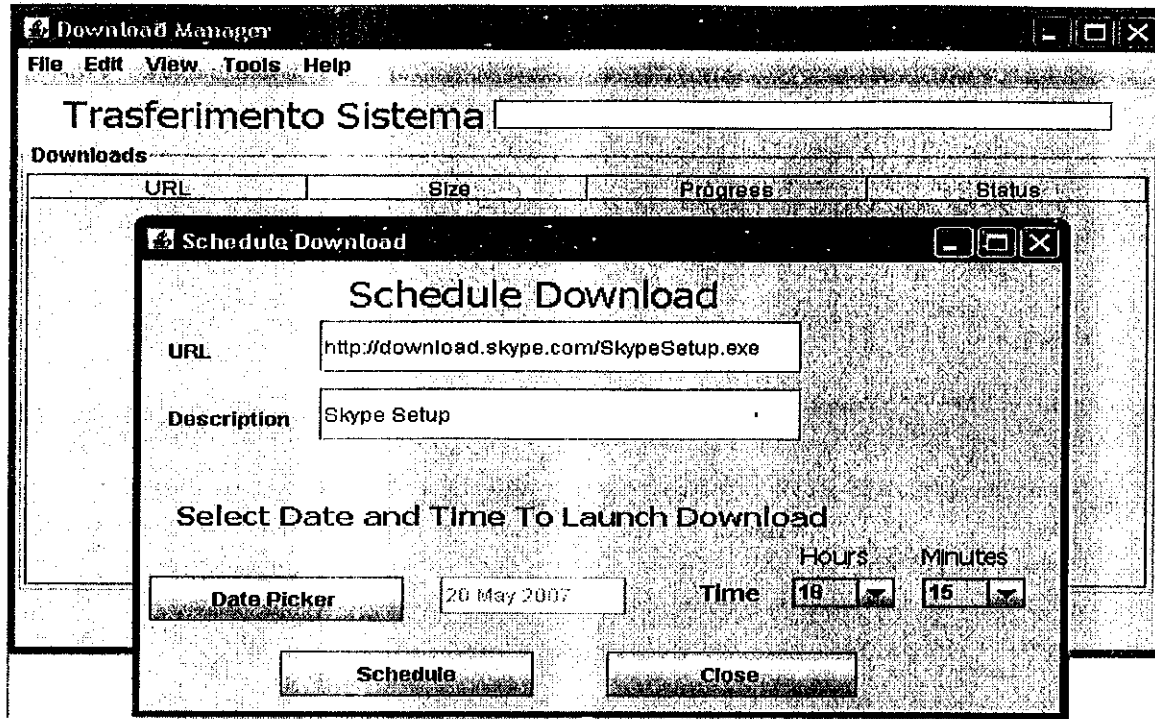 Download Manager
File Edit View Tools Help
Trasferimento Sistema
Downloads
URL Size Progress Status
Schedule Download
Schedule Download
URL http://download.skype.com/SkypeSetup.exe
Description Skype Setup
Select Date and Time To Launch Download
Hours Minutes
Date Picker 20 May 2007 Time 18 15
Schedule Close